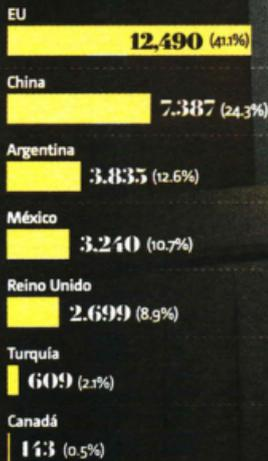 EU
12,490 (41.1%)
China
7.387 (24.3%)
Argentina
3.835 (12.6%)
México
3.240 (10.7%)
Reino Unido
2.699 (8.9%)
Turquía
609 (2.1%)
Canadá
143 (0.5%)